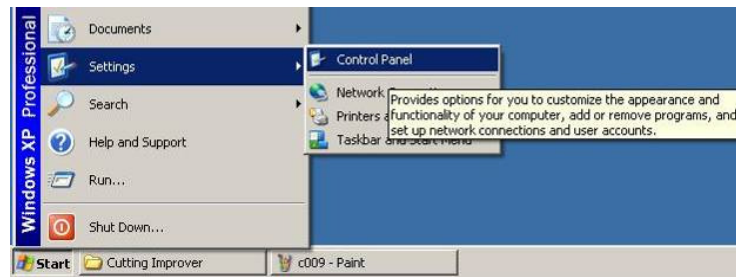 Windows XP Professional
Documents
Settings
Search
Help and Support
Run...
Shut Down...
Control Panel
Network
Printers a
Taskbar and Start Menu
Provides options for you to customize the appearance and
functionality of your computer, add or remove programs, and
set up network connections and user accounts.
Start
Cutting Improver
c009 - Paint